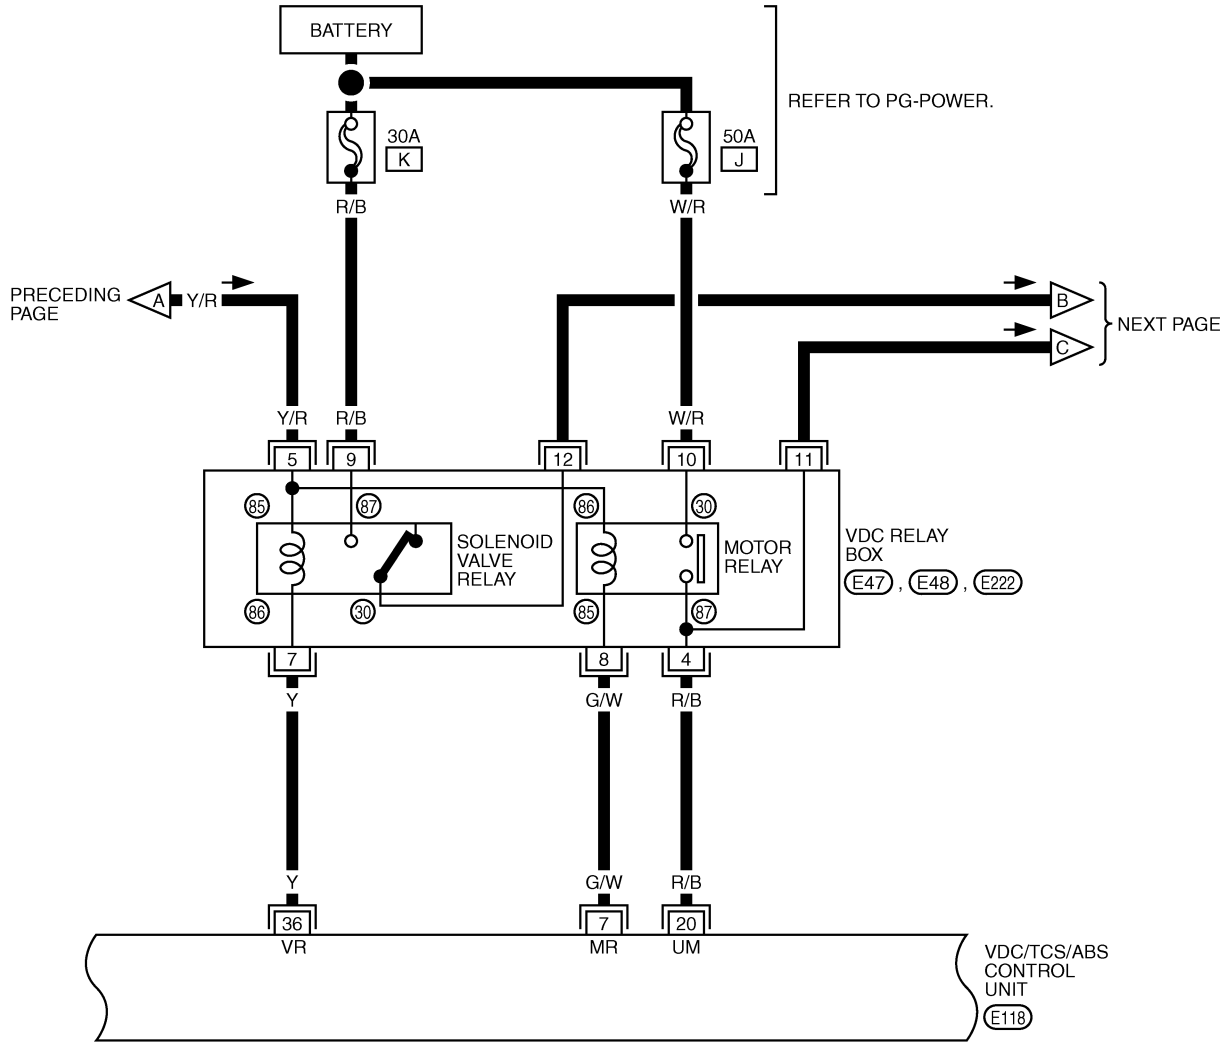 BATTERY
REFER TO PG-POWER.
30A
K
50A
J
R/B
W/R
PRECEDING
PAGE
A
Y/R
B
C
NEXT PAGE
Y/R
R/B
W/R
5
9
12
10
11
85
87
86
30
SOLENOID
VALVE
RELAY
MOTOR
RELAY
VDC RELAY
BOX
E47 , E48 , E222
86
30
85
87
7
8
4
Y
G/W
R/B
Y
G/W
R/B
36
7
20
VR
MR
UM
VDC/TCS/ABS
CONTROL
UNIT
E118